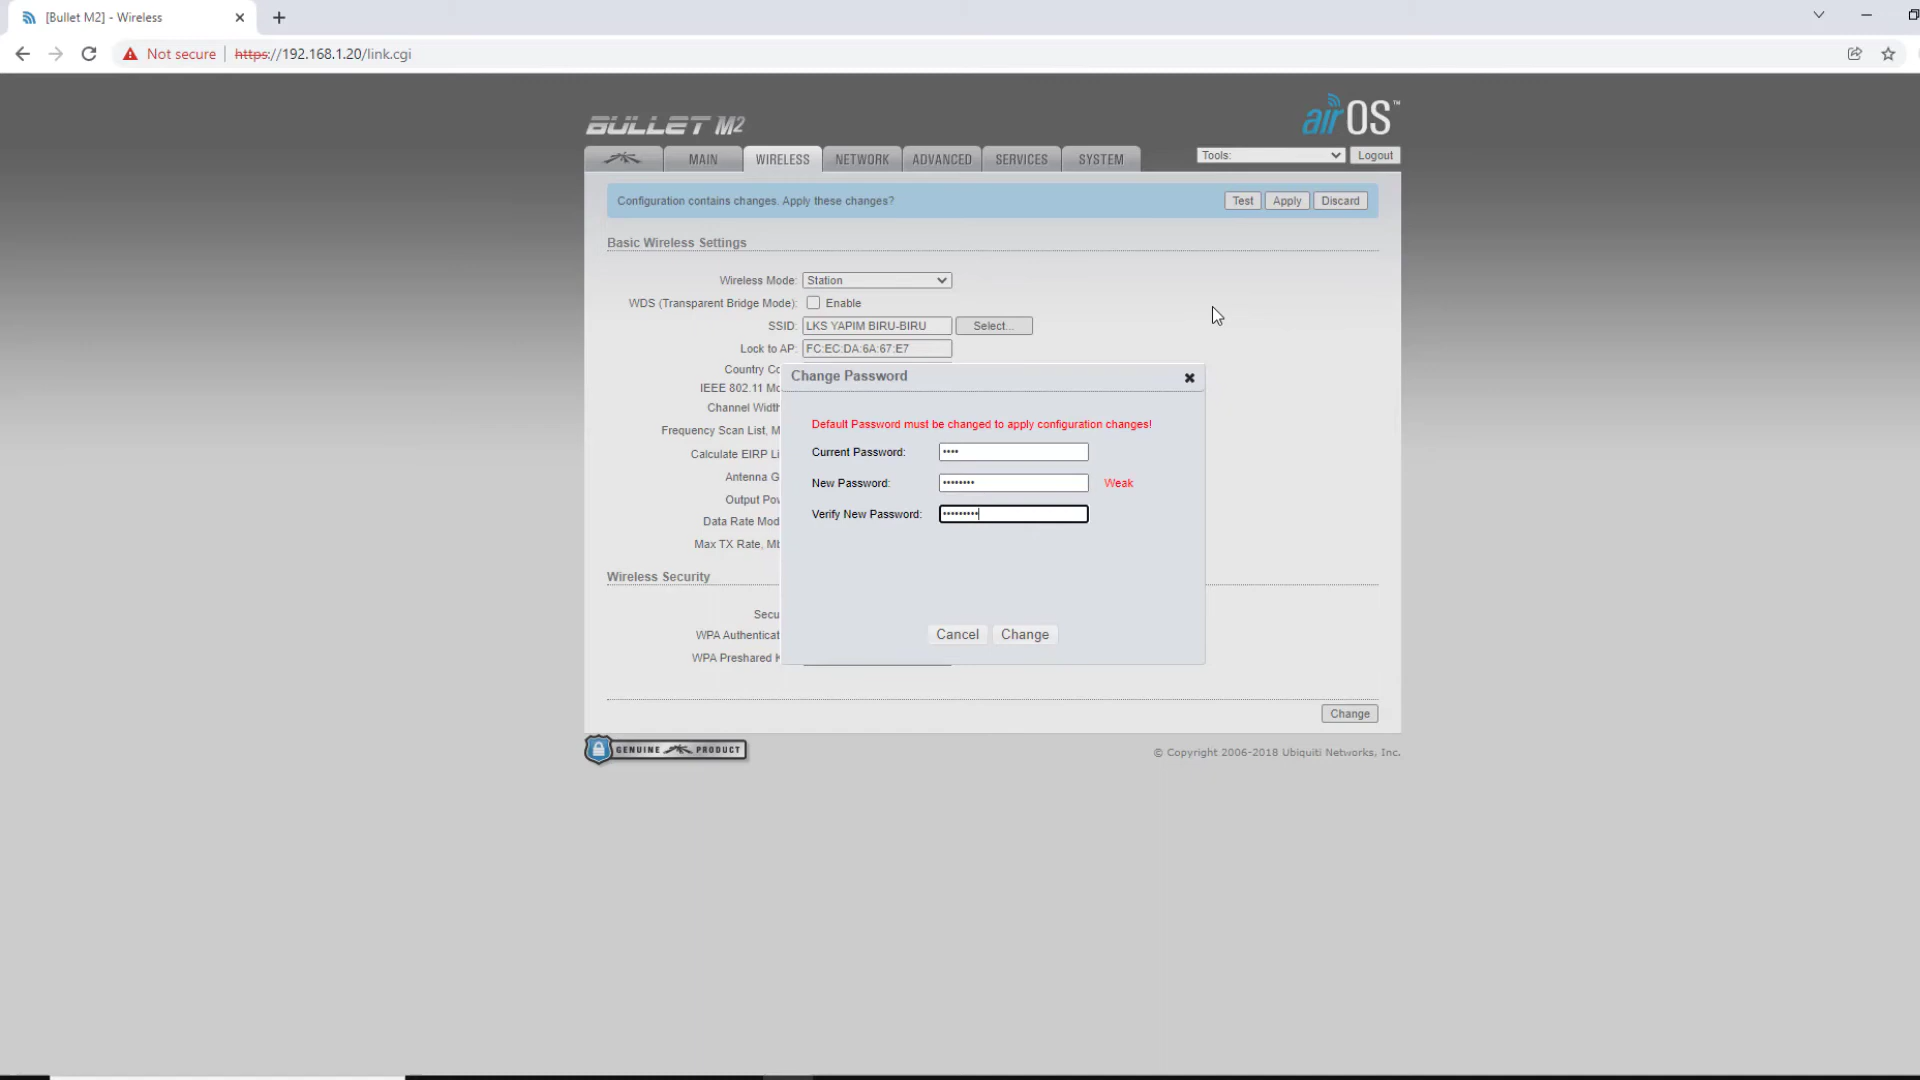 [Bullet M2] - Wireless
Not secure
https://192.168.1.20/link.cgi
BULLET M2
airOS™
MAIN
WIRELESS
NETWORK
ADVANCED
SERVICES
SYSTEM
Tools:
Logout
Configuration contains changes. Apply these changes?
Test
Apply
Discard
Basic Wireless Settings
Wireless Mode: Station
WDS (Transparent Bridge Mode): Enable
SSID: LKS YAPIM BIRU-BIRU Select...
Lock to AP: FC:EC:DA:6A:67:E7
Country Co
IEEE 802.11 Mo
Channel Width
Frequency Scan List, M
Calculate EIRP Li
Antenna G
Output Pow
Data Rate Mod
Max TX Rate, Mb
Change Password
Default Password must be changed to apply configuration changes!
Current Password: ••••
New Password: •••••••• Weak
Verify New Password: •••••••••
Cancel
Change
Wireless Security
Secu
WPA Authenticat
WPA Preshared K
Change
GENUINE PRODUCT
© Copyright 2006-2018 Ubiquiti Networks, Inc.